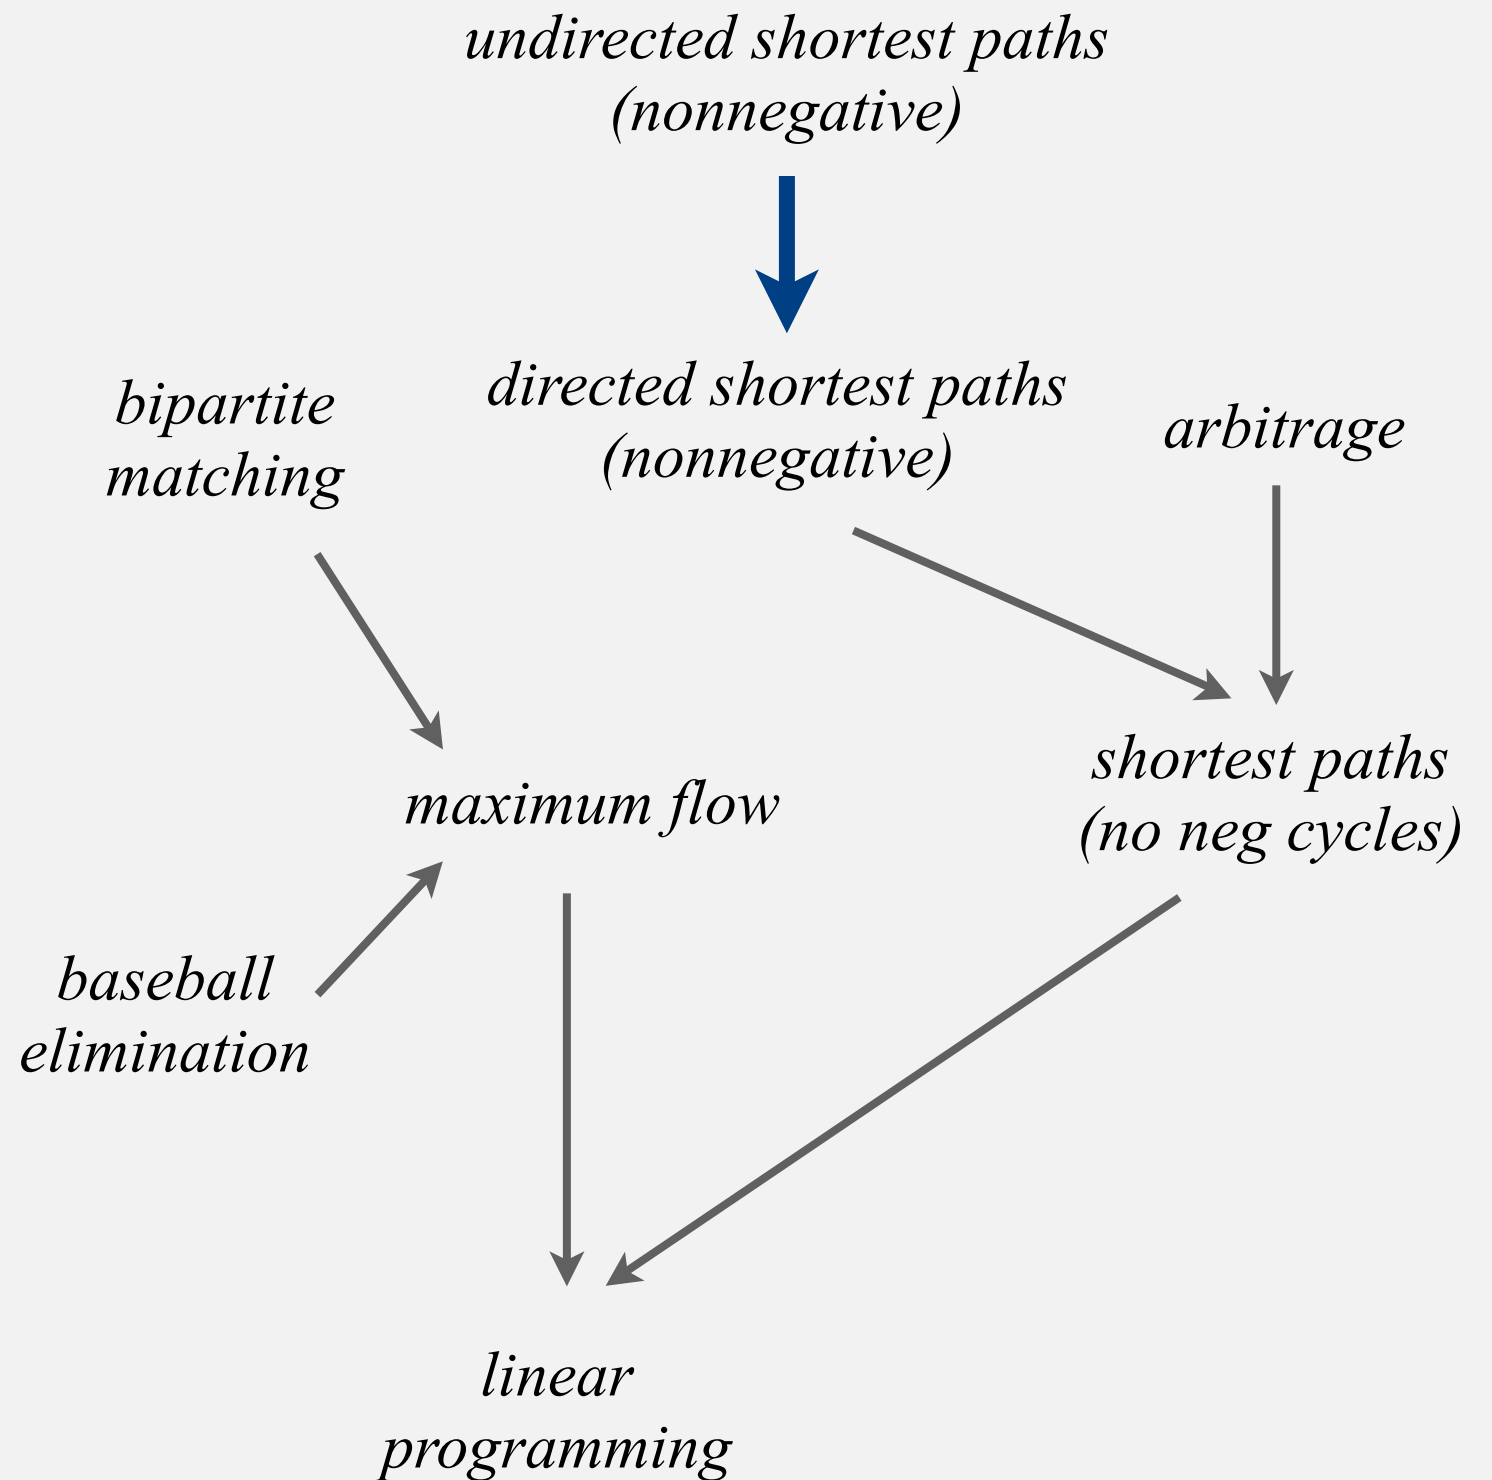 undirected shortest paths
(nonnegative)
directed shortest paths
(nonnegative)
bipartite
matching
arbitrage
shortest paths
(no neg cycles)
maximum flow
baseball
elimination
linear
programming